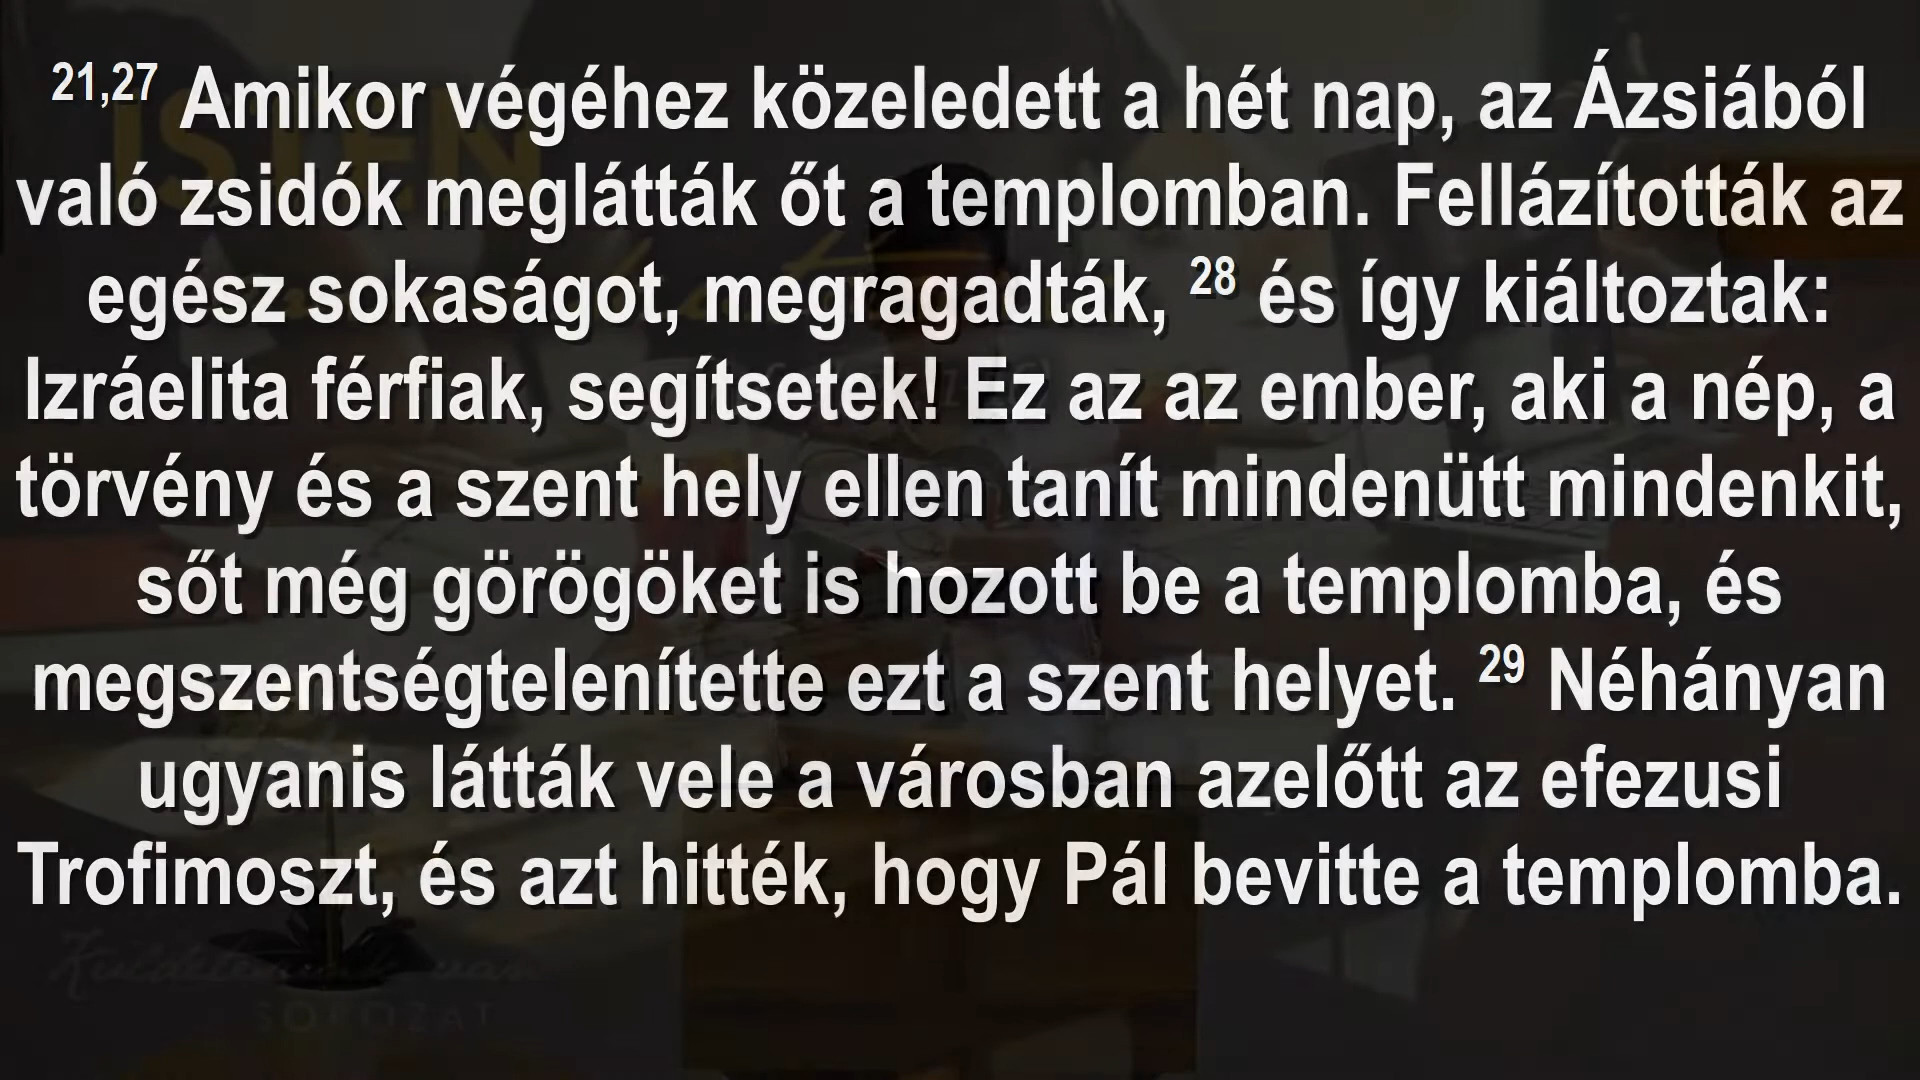 21,27 Amikor végéhez közeledett a hét nap, az Ázsiából
való zsidók meglátták őt a templomban. Fellázították az
egész sokaságot, megragadták, 28 és így kiáltoztak:
Izráelita férfiak, segítsetek! Ez az az ember, aki a nép, a
törvény és a szent hely ellen tanít mindenütt mindenkit,
sőt még görögöket is hozott be a templomba, és
megszentségtelenítette ezt a szent helyet. 29 Néhányan
ugyanis látták vele a városban azelőtt az efezusi
Trofimoszt, és azt hitték, hogy Pál bevitte a templomba.
ISTEN
SOROZAT